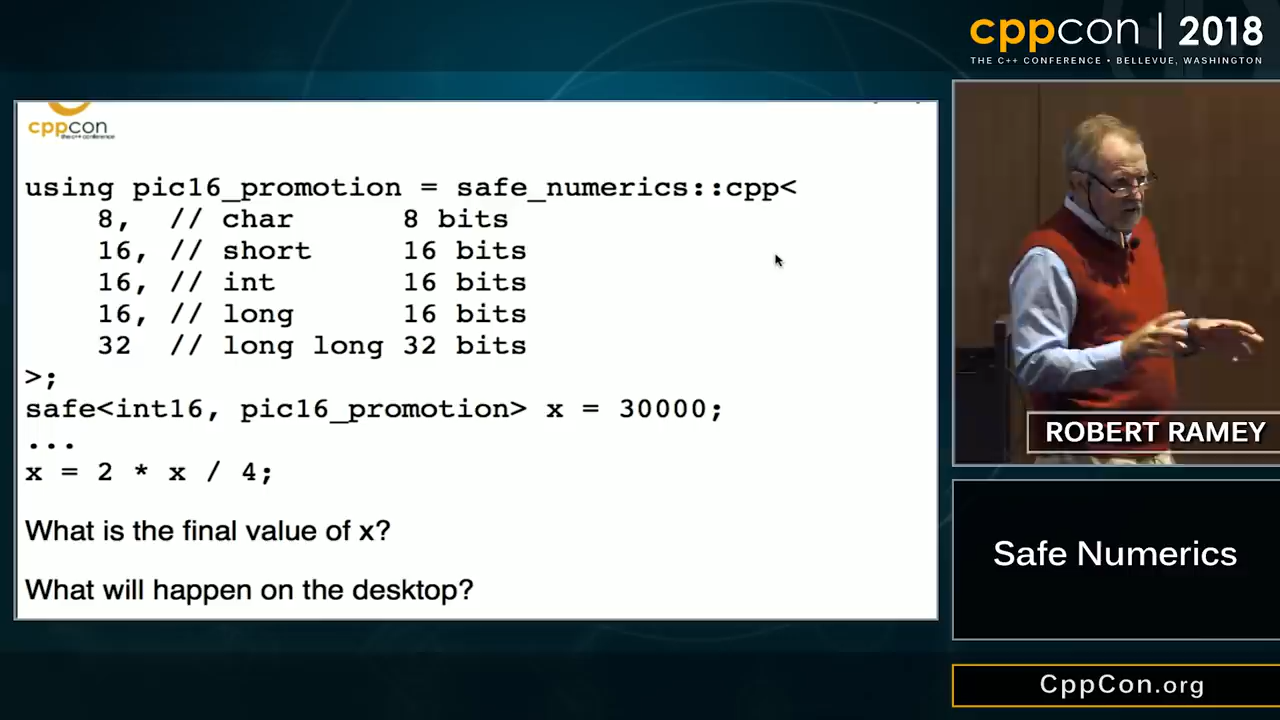 cppcon | 2018
THE C++ CONFERENCE • BELLEVUE, WASHINGTON
cppcon
the c++ conference
using pic16_promotion = safe_numerics::cpp<
8, // char 8 bits
16, // short 16 bits
16, // int 16 bits
16, // long 16 bits
32 // long long 32 bits
>;
safe<int16, pic16_promotion> x = 30000;
...
x = 2 * x / 4;
What is the final value of x?
What will happen on the desktop?
ROBERT RAMEY
Safe Numerics
CppCon.org